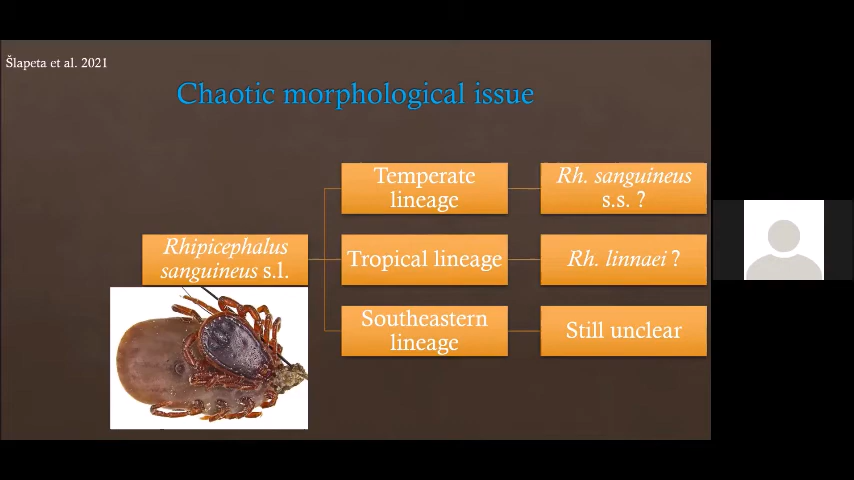 Šlapeta et al. 2021
Chaotic morphological issue
Temperate
lineage
Rh. sanguineus
s.s. ?
Rhipicephalus
sanguineus s.l.
Tropical lineage
Rh. linnaei ?
Southeastern
lineage
Still unclear